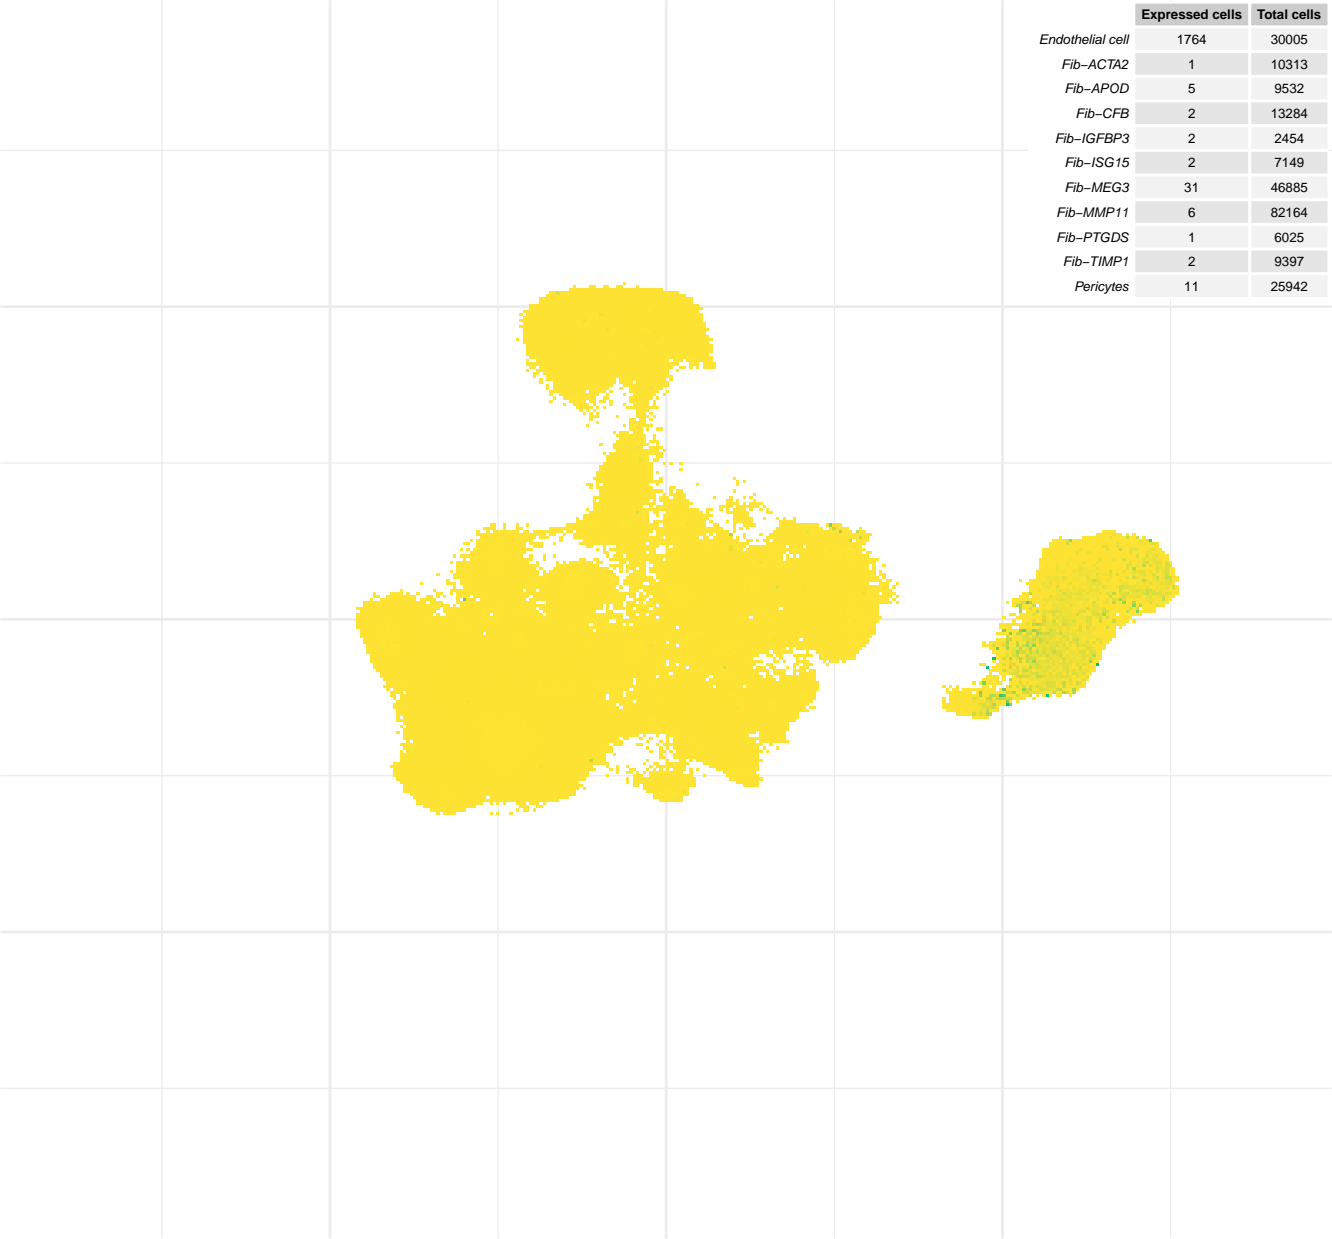 Expressed cells Total cells
Endothelial cell 1764 30005
Fib−ACTA2 1 10313
Fib−APOD 5 9532
Fib−CFB 2 13284
Fib−IGFBP3 2 2454
Fib−ISG15 2 7149
Fib−MEG3 31 46885
Fib−MMP11 6 82164
Fib−PTGDS 1 6025
Fib−TIMP1 2 9397
Pericytes 11 25942